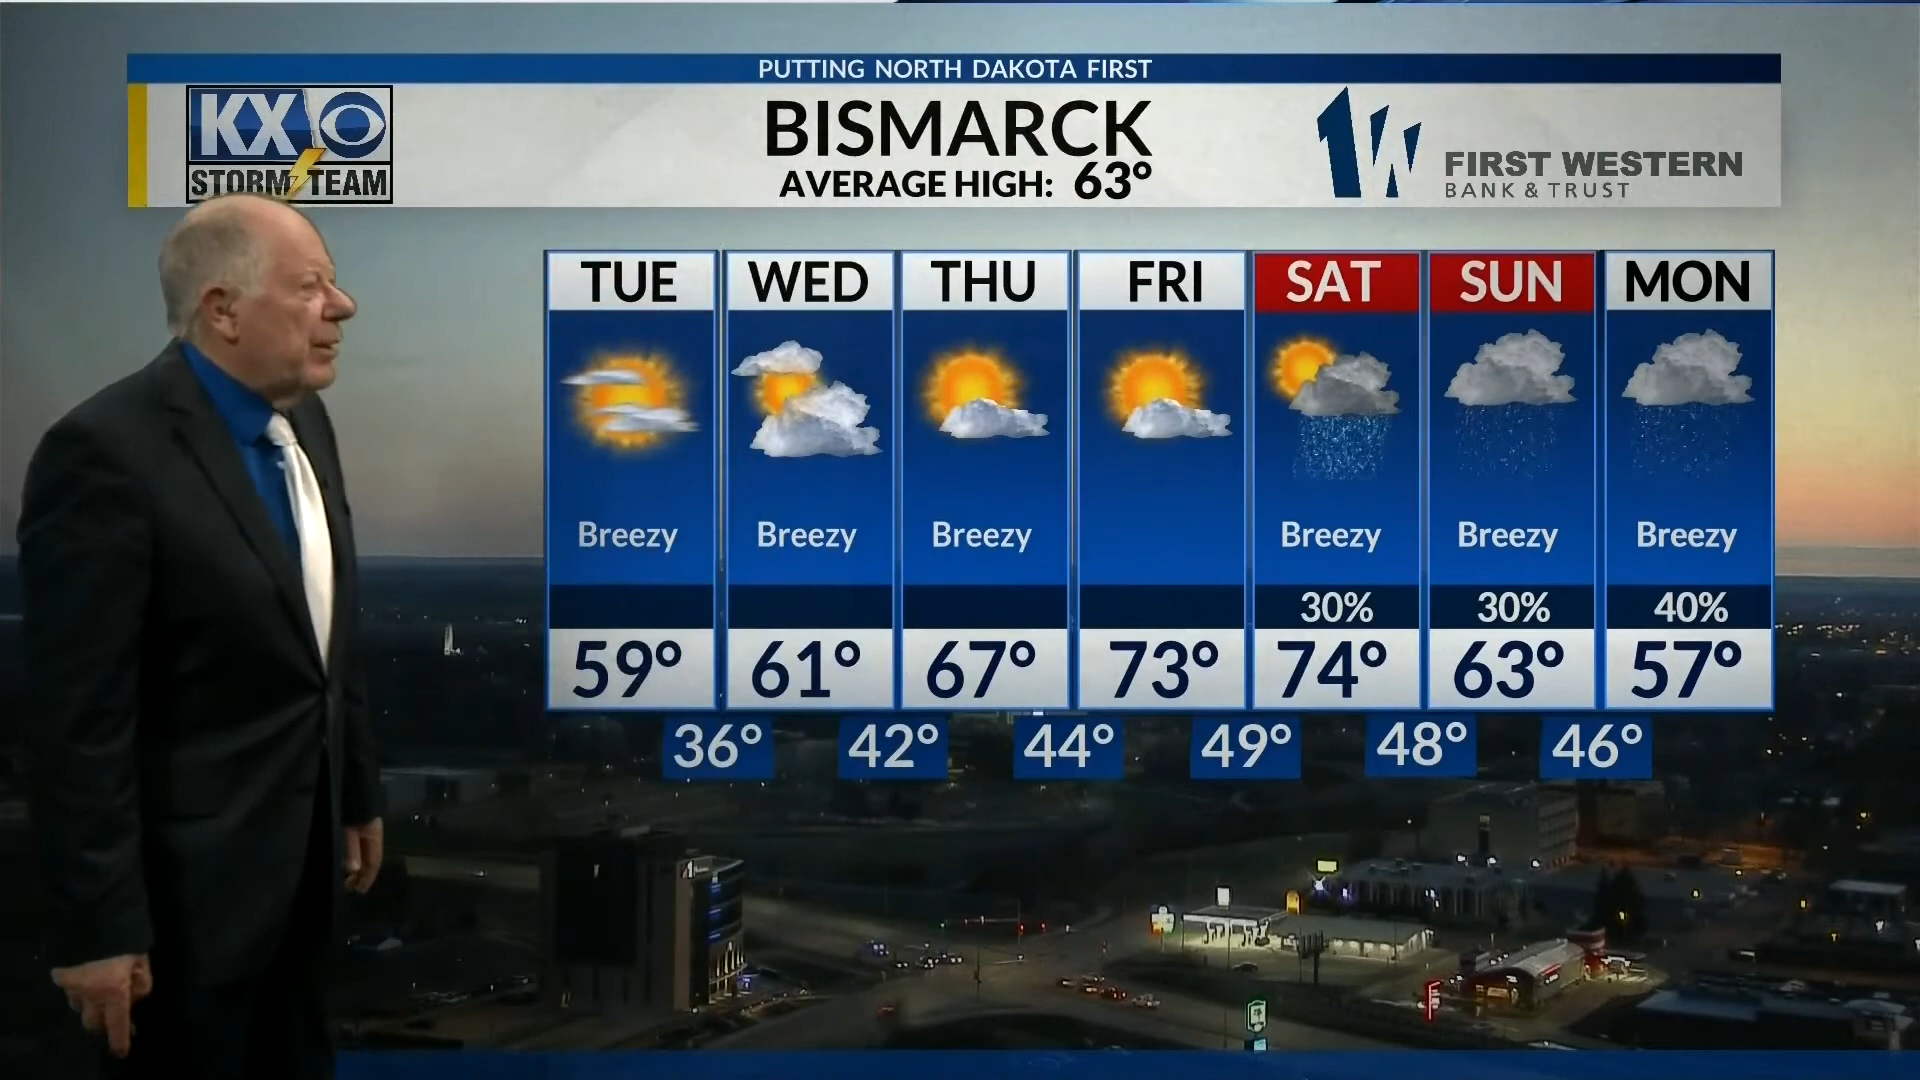 PUTTING NORTH DAKOTA FIRST
KX
STORM TEAM
BISMARCK
AVERAGE HIGH: 63°
1W
FIRST WESTERN
BANK & TRUST
TUE WED THU FRI SAT SUN MON
Breezy Breezy Breezy Breezy Breezy Breezy
30% 30% 40%
59° 61° 67° 73° 74° 63° 57°
36° 42° 44° 49° 48° 46°